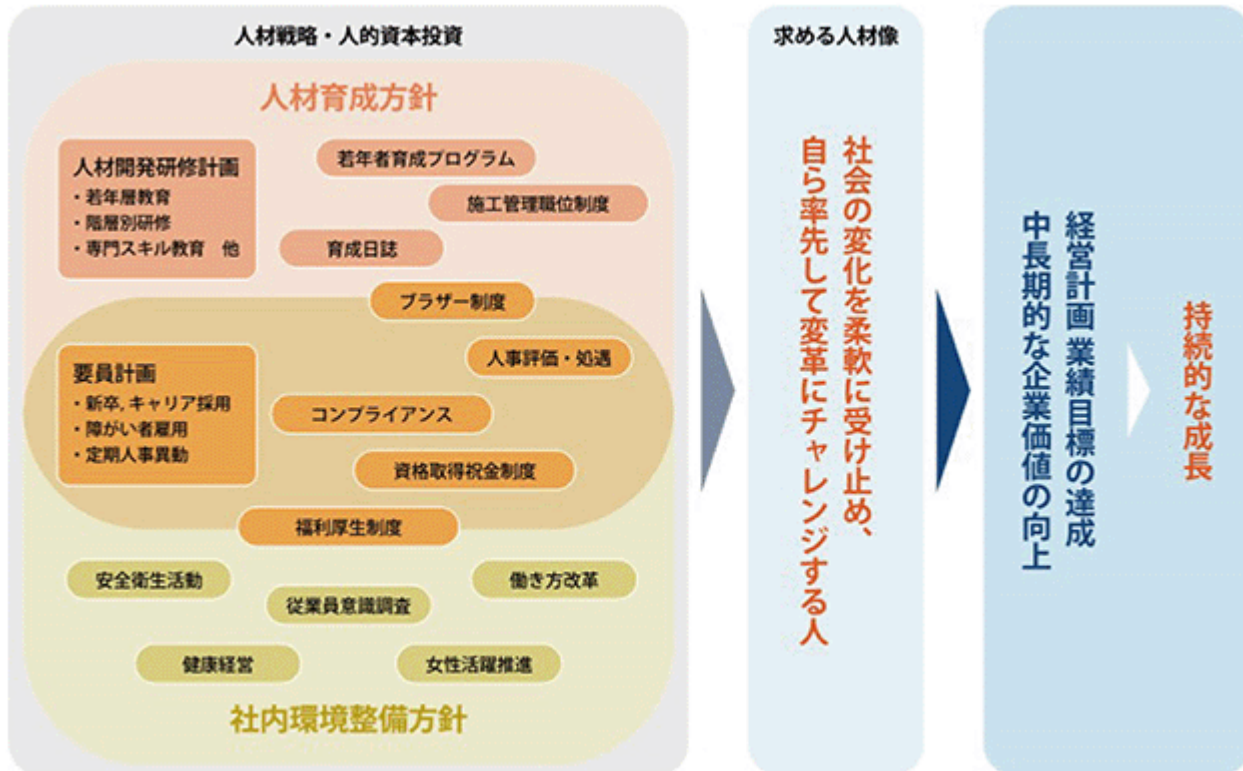 人材戦略・人的資本投資
人材育成方針
人材開発研修計画
・若年層教育
・階層別研修
・専門スキル教育　他
若年者育成プログラム
施工管理職位制度
育成日誌
ブラザー制度
人事評価・処遇
要員計画
・新卒, キャリア採用
・障がい者雇用
・定期人事異動
コンプライアンス
資格取得祝金制度
福利厚生制度
安全衛生活動
働き方改革
従業員意識調査
健康経営
女性活躍推進
社内環境整備方針
求める人材像
社会の変化を柔軟に受け止め、
自ら率先して変革にチャレンジする人
経営計画 業績目標の達成
中長期的な企業価値の向上
持続的な成長